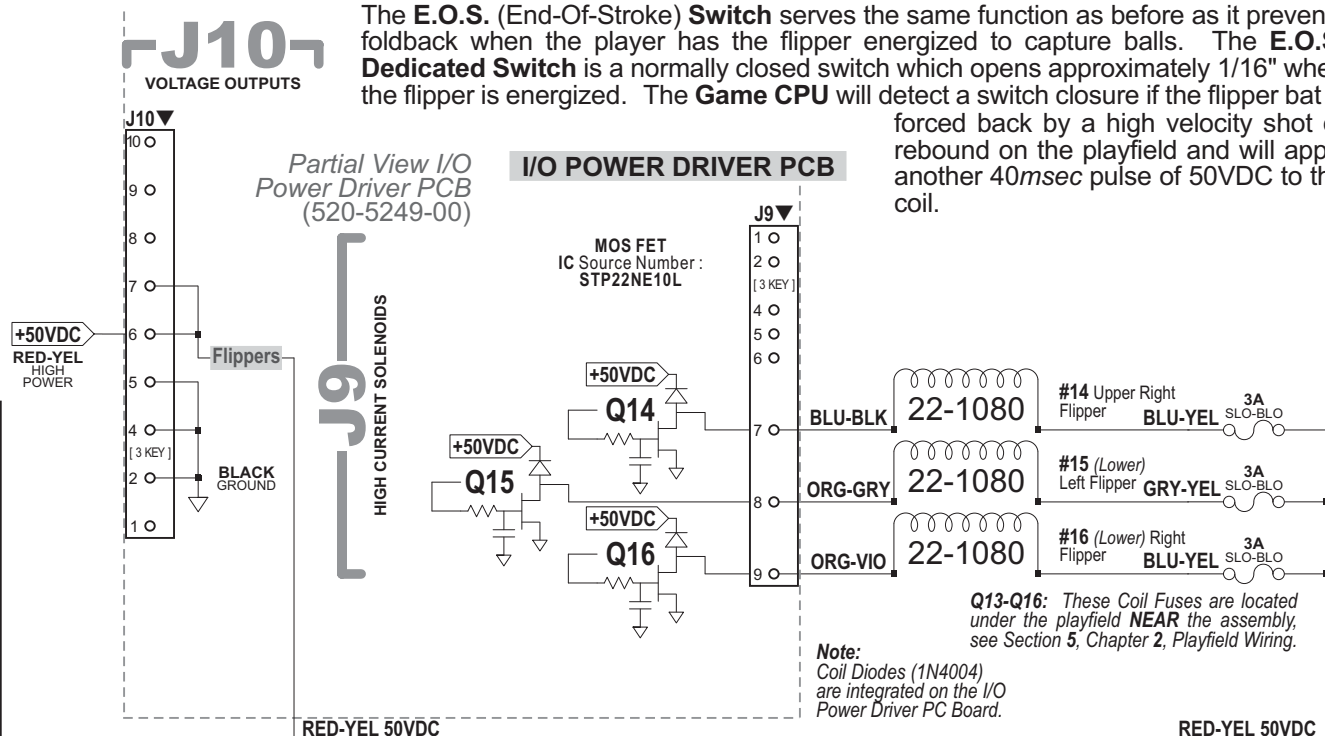 The E.O.S. (End-Of-Stroke) Switch serves the same function as before as it
foldback when the player has the flipper energized to capture balls. The
Dedicated Switch is a normally closed switch which opens approximately 1/16"
the flipper is energized. The Game CPU will detect a switch closure if the flipper bat
forced back by a high velocity shot
rebound on the playfield and will
another 40msec pulse of 50VDC to
coil.
J10
VOLTAGE OUTPUTS
J10▼
10
9
8
7
6
5
4
[ 3 KEY ]
2
1
+50VDC
RED-YEL
HIGH
POWER
Flippers
BLACK
GROUND
Partial View I/O
Power Driver PCB
(520-5249-00)
I/O POWER DRIVER PCB
J9
HIGH CURRENT SOLENOIDS
MOS FET
IC Source Number :
STP22NE10L
J9▼
1
2
[ 3 KEY ]
4
5
6
7
8
9
+50VDC
Q14
+50VDC
Q15
+50VDC
Q16
BLU-BLK
22-1080
#14 Upper Right
Flipper
BLU-YEL
3A
SLO-BLO
ORG-GRY
22-1080
#15 (Lower)
Left Flipper
GRY-YEL
3A
SLO-BLO
ORG-VIO
22-1080
#16 (Lower) Right
Flipper
BLU-YEL
3A
SLO-BLO
Q13-Q16: These Coil Fuses are located
under the playfield NEAR the assembly,
see Section 5, Chapter 2, Playfield Wiring.
Note:
Coil Diodes (1N4004)
are integrated on the I/O
Power Driver PC Board.
RED-YEL 50VDC
RED-YEL 50VDC